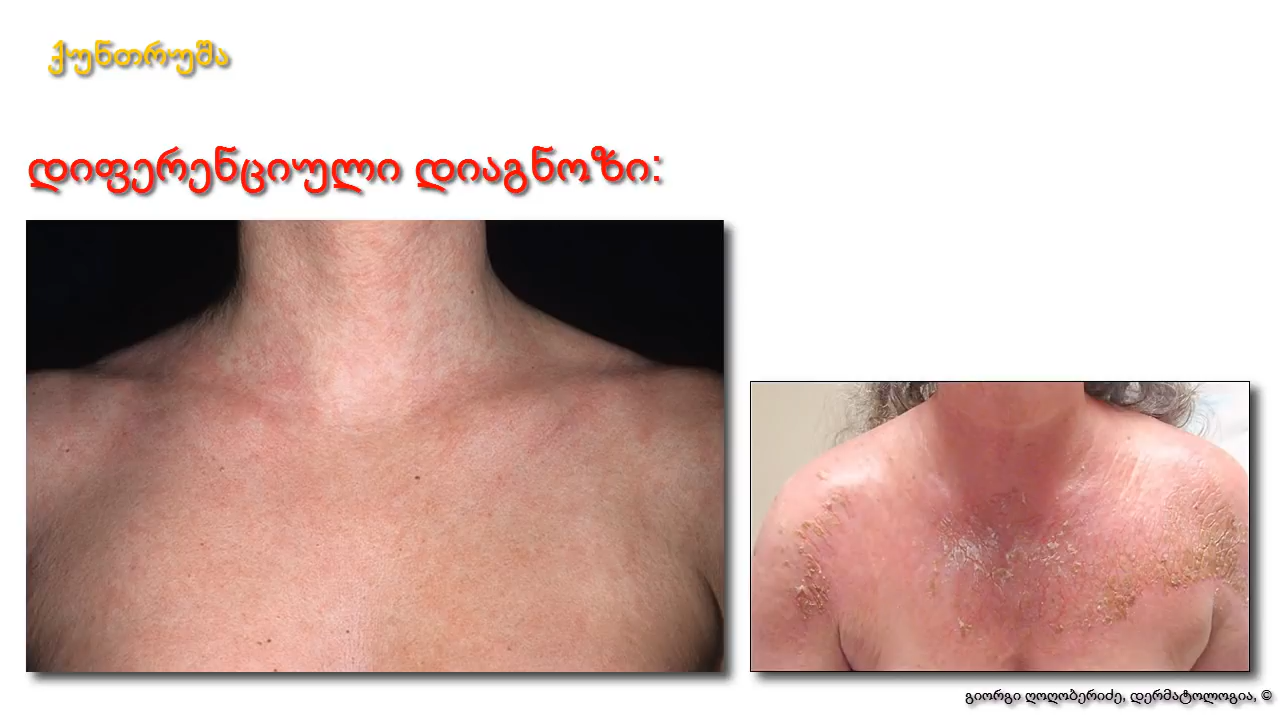 ქუნთრუშა
დიფერენციული დიაგნოზი:
გიორგი ღოღობერიძე, დერმატოლოგია, ©